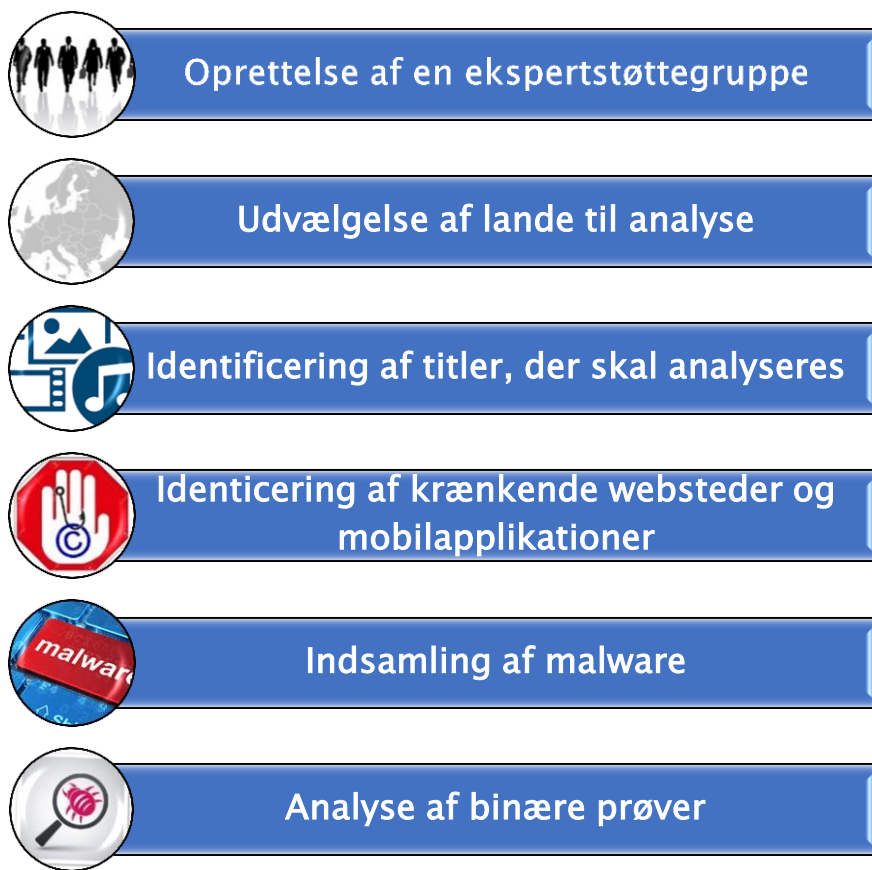 Oprettelse af en ekspertstøttegruppe
Udvælgelse af lande til analyse
Identificering af titler, der skal analyseres
Identicering af krænkende websteder og
mobilapplikationer
©
malware
Indsamling af malware
Analyse af binære prøver